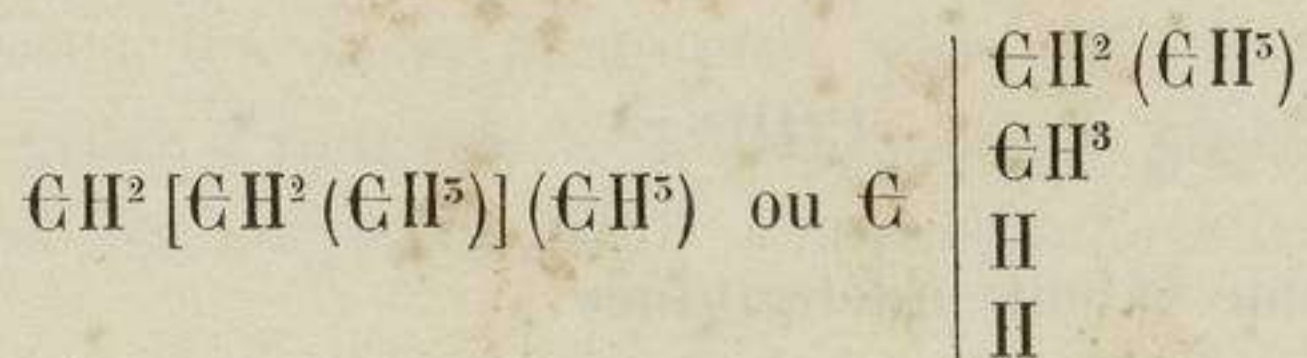 ꞒH² [ꞒH² (ꞒH³)] (ꞒH³) ou Ꞓ
ꞒH² (ꞒH³)
ꞒH³
H
H